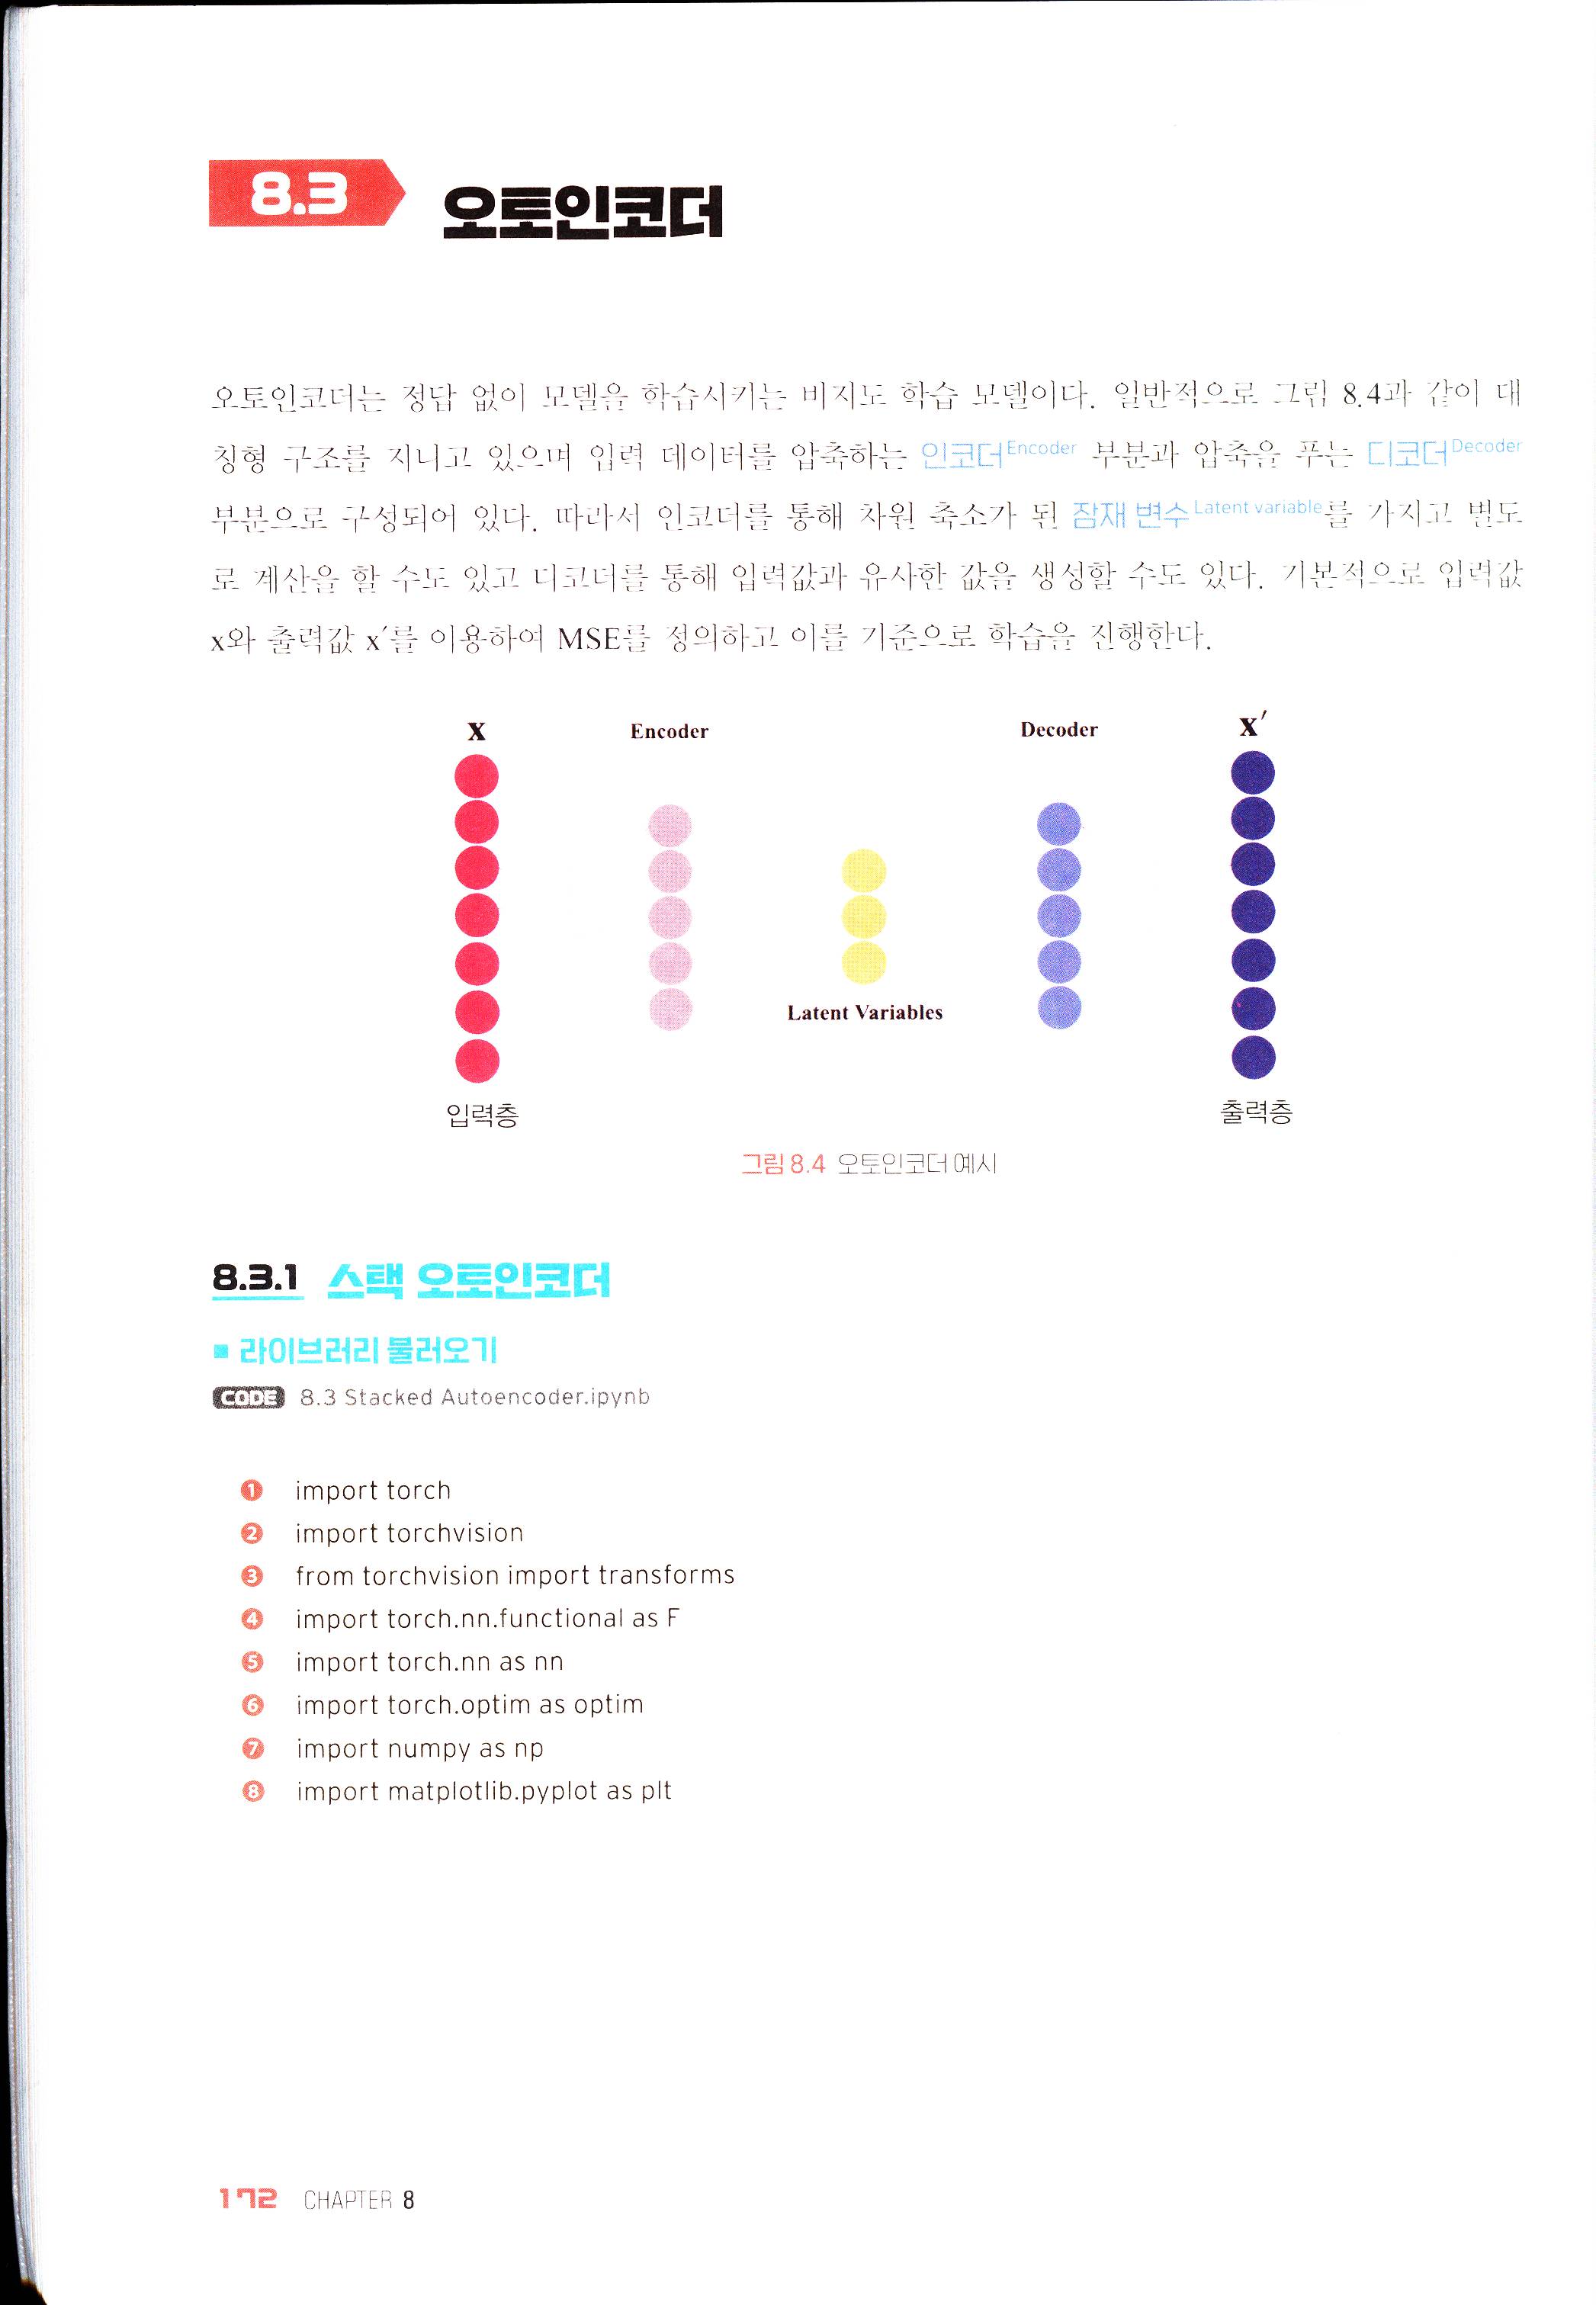 8.3 오토인코더
오토인코더는 정답 없이 모델을 학습시키는 비지도 학습 모델이다. 일반적으로 그림 8.4과 같이 대
칭형 구조를 지니고 있으며 입력 데이터를 압축하는 인코더Encoder 부분과 압축을 푸는 디코더Decoder
부분으로 구성되어 있다. 따라서 인코더를 통해 차원 축소가 된 잠재 변수Latent variable를 가지고 별도
로 계산을 할 수도 있고 디코더를 통해 입력값과 유사한 값을 생성할 수도 있다. 기본적으로 입력값
x와 출력값 x′를 이용하여 MSE를 정의하고 이를 기준으로 학습을 진행한다.
x Encoder Decoder x′
Latent Variables
입력층 출력층
그림 8.4 오토인코더 예시
8.3.1 스택 오토인코더
■ 라이브러리 불러오기
CODE 8.3 Stacked Autoencoder.ipynb
❶ import torch
❷ import torchvision
❸ from torchvision import transforms
❹ import torch.nn.functional as F
❺ import torch.nn as nn
❻ import torch.optim as optim
❼ import numpy as np
❽ import matplotlib.pyplot as plt
172 CHAPTER 8